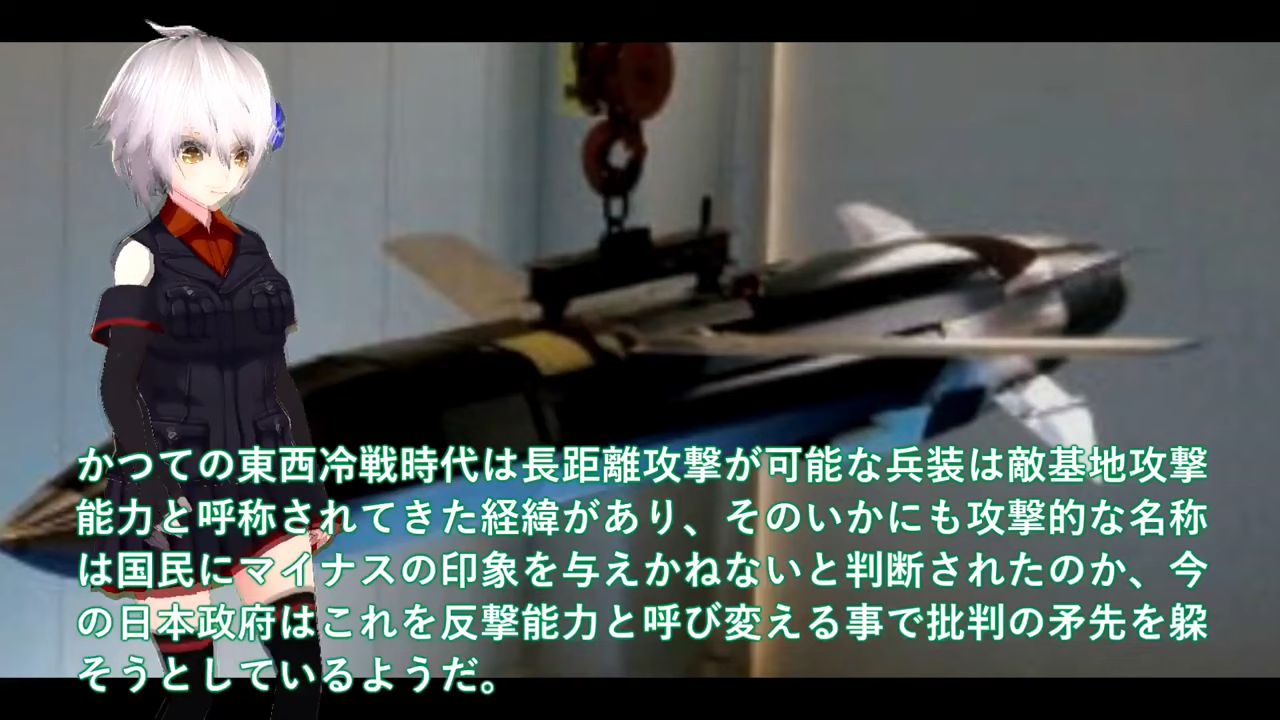 かつての東西冷戦時代は長距離攻撃が可能な兵装は敵基地攻撃
能力と呼称されてきた経緯があり、そのいかにも攻撃的な名称
は国民にマイナスの印象を与えかねないと判断されたのか、今
の日本政府はこれを反撃能力と呼び変える事で批判の矛先を躱
そうとしているようだ。